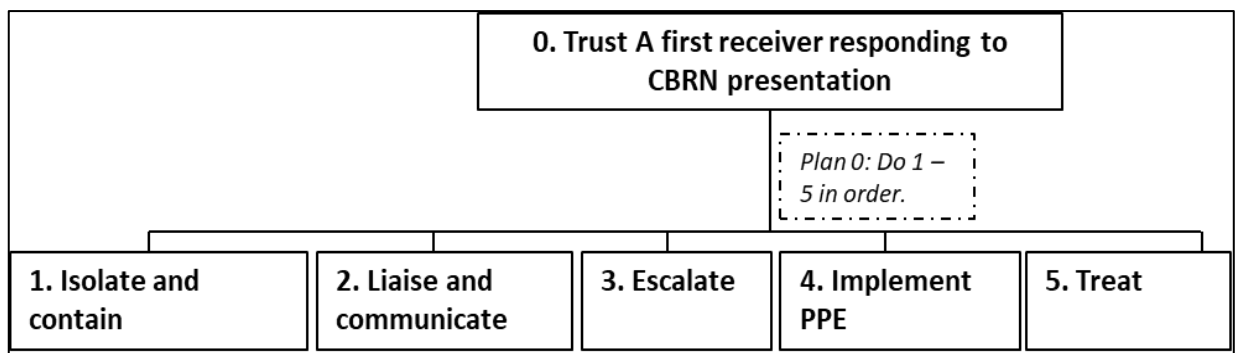 0. Trust A first receiver responding to
CBRN presentation
Plan 0: Do 1 –
5 in order.
1. Isolate and
contain
2. Liaise and
communicate
3. Escalate
4. Implement
PPE
5. Treat